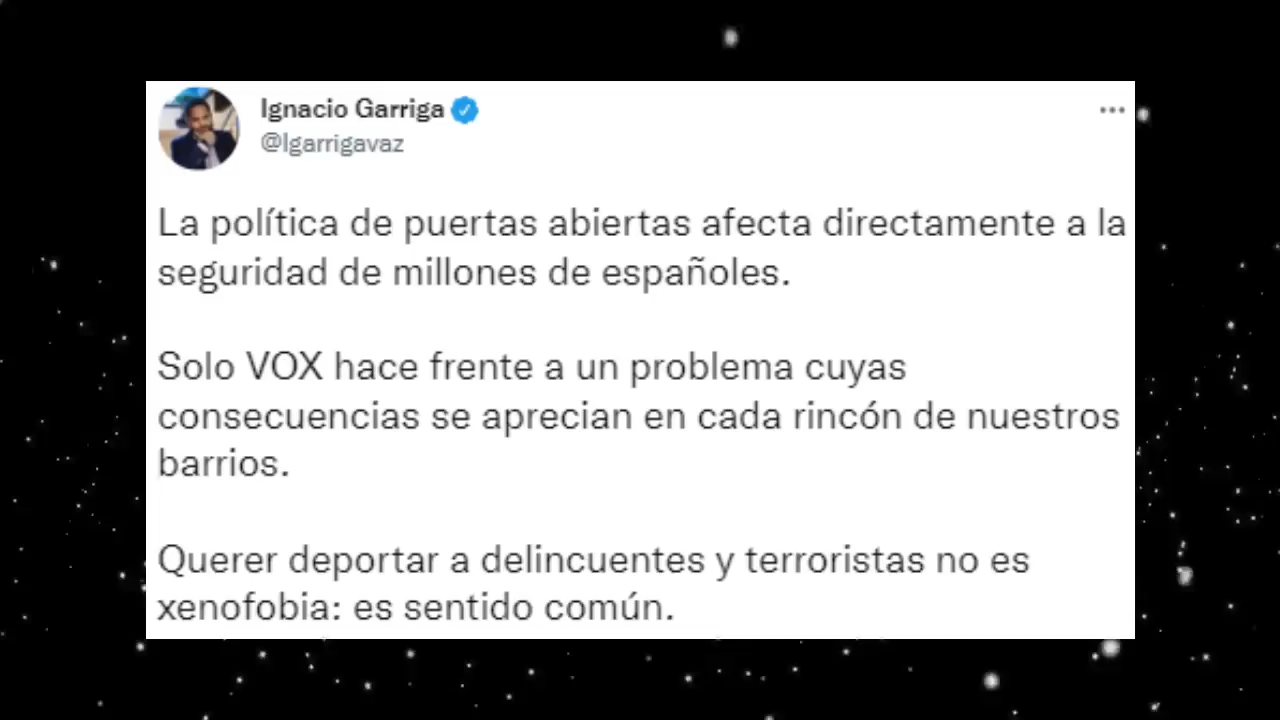 Ignacio Garriga
@Igarrigavaz
La política de puertas abiertas afecta directamente a la
seguridad de millones de españoles.
Solo VOX hace frente a un problema cuyas
consecuencias se aprecian en cada rincón de nuestros
barrios.
Querer deportar a delincuentes y terroristas no es
xenofobia: es sentido común.